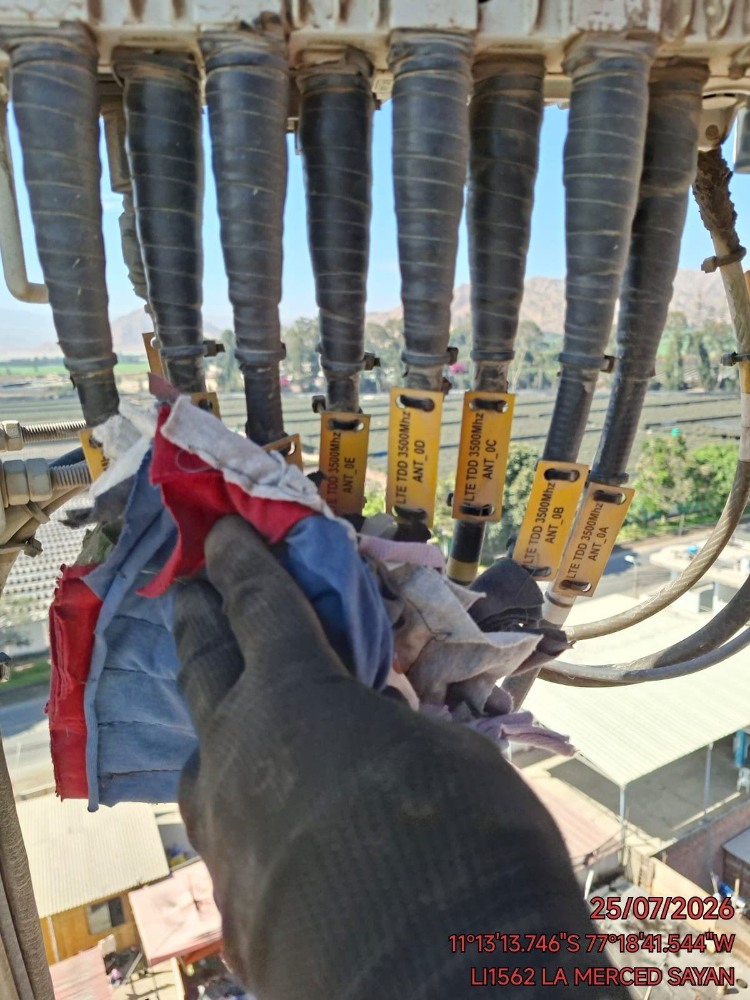 LTE TDD 3500Mhz
ANT_0E
LTE TDD 3500Mhz
ANT_0D
LTE TDD 3500Mhz
ANT_0C
LTE TDD 3500Mhz
ANT_0B
LTE TDD 3500Mhz
ANT_0A
25/07/2026
11°13'13.746"S 77°18'41.544"W
LI1562 LA MERCED SAYAN